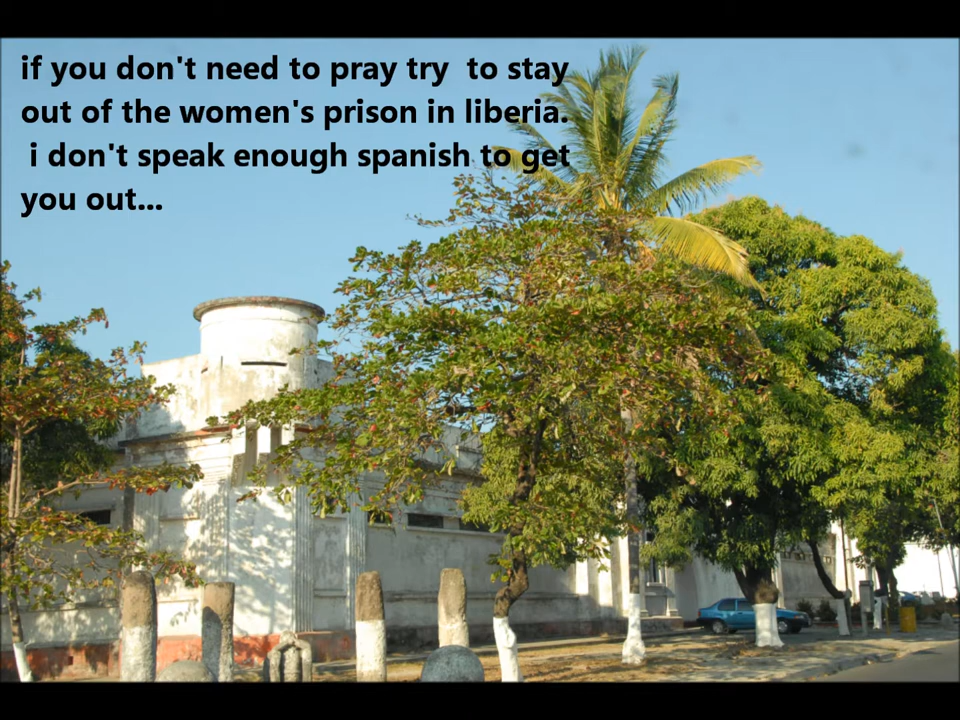 if you don't need to pray try  to stay
out of the women's prison in liberia.
i don't speak enough spanish to get
you out...